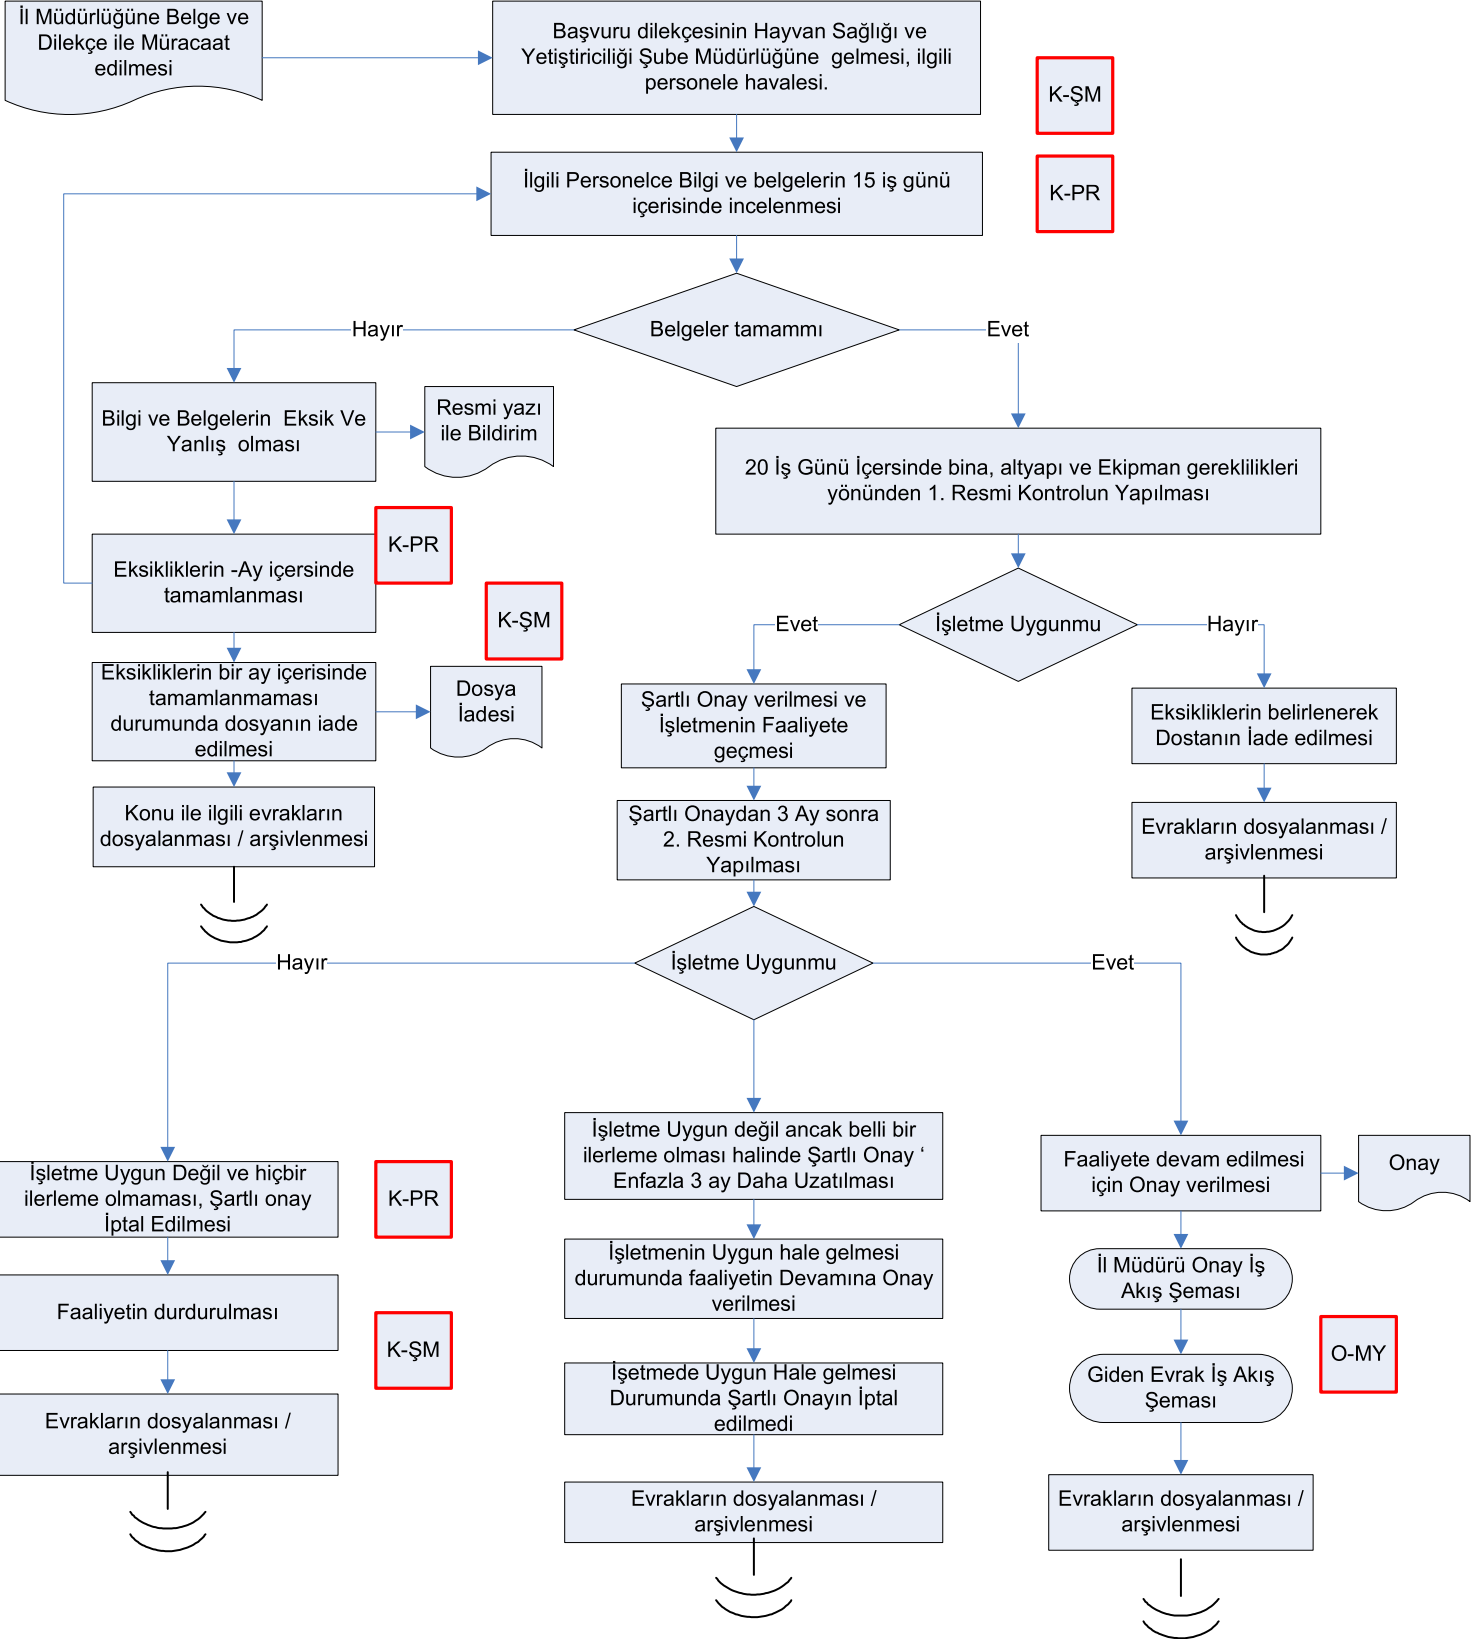 İl Müdürlüğüne Belge ve
Dilekçe ile Müracaat
edilmesi
Başvuru dilekçesinin Hayvan Sağlığı ve
Yetiştiriciliği Şube Müdürlüğüne gelmesi, ilgili
personele havalesi.
K-ŞM
İlgili Personelce Bilgi ve belgelerin 15 iş günü
içerisinde incelenmesi
K-PR
Belgeler tamammı
Hayır
Evet
Bilgi ve Belgelerin Eksik Ve
Yanlış olması
Resmi yazı
ile Bildirim
20 İş Günü İçersinde bina, altyapı ve Ekipman gereklilikleri
yönünden 1. Resmi Kontrolun Yapılması
K-PR
Eksikliklerin -Ay içersinde
tamamlanması
K-ŞM
İşletme Uygunmu
Evet
Hayır
Eksikliklerin bir ay içerisinde
tamamlanmaması
durumunda dosyanın iade
edilmesi
Dosya
İadesi
Şartlı Onay verilmesi ve
İşletmenin Faaliyete
geçmesi
Eksikliklerin belirlenerek
Dostanın İade edilmesi
Konu ile ilgili evrakların
dosyalanması / arşivlenmesi
Şartlı Onaydan 3 Ay sonra
2. Resmi Kontrolun
Yapılması
Evrakların dosyalanması /
arşivlenmesi
İşletme Uygunmu
Hayır
Evet
İşletme Uygun Değil ve hiçbir
ilerleme olmaması, Şartlı onay
İptal Edilmesi
K-PR
İşletme Uygun değil ancak belli bir
ilerleme olması halinde Şartlı Onay ‘
Enfazla 3 ay Daha Uzatılması
Faaliyete devam edilmesi
için Onay verilmesi
Onay
Faaliyetin durdurulması
K-ŞM
İşletmenin Uygun hale gelmesi
durumunda faaliyetin Devamına Onay
verilmesi
İl Müdürü Onay İş
Akış Şeması
O-MY
Evrakların dosyalanması /
arşivlenmesi
İşetmede Uygun Hale gelmesi
Durumunda Şartlı Onayın İptal
edilmedi
Giden Evrak İş Akış
Şeması
Evrakların dosyalanması /
arşivlenmesi
Evrakların dosyalanması /
arşivlenmesi